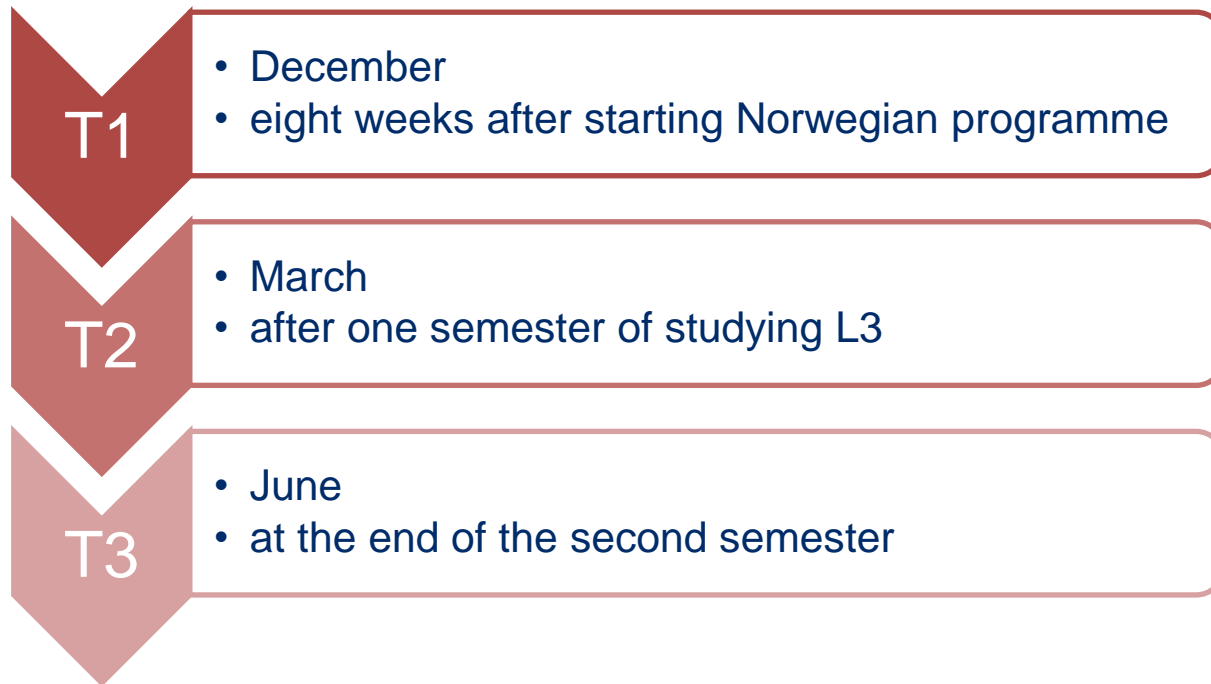 T1
• December
• eight weeks after starting Norwegian programme
T2
• March
• after one semester of studying L3
T3
• June
• at the end of the second semester